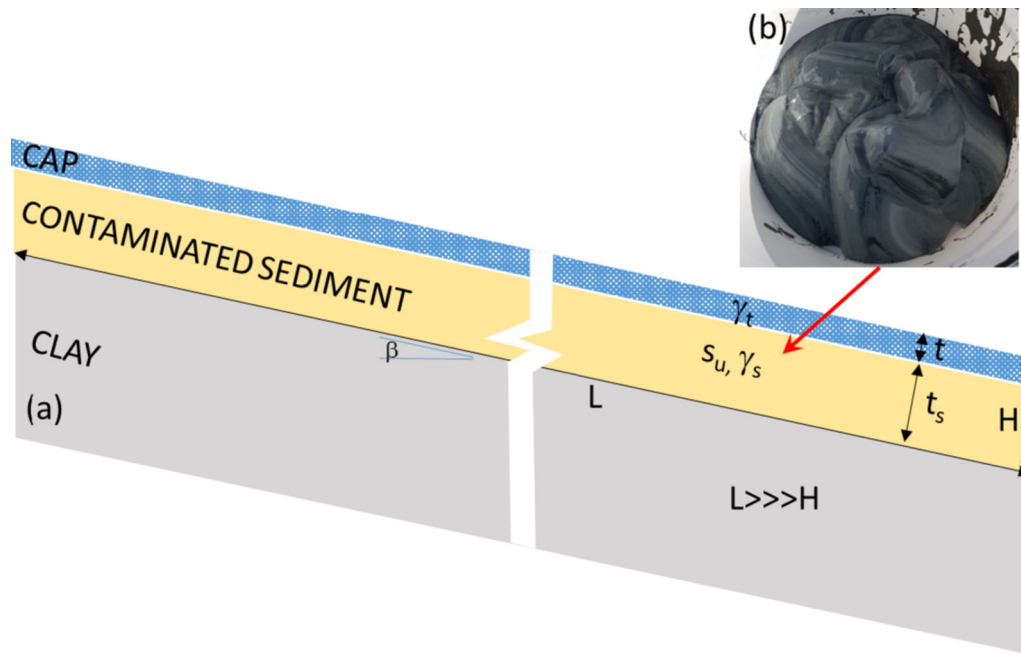 (b)
CAP
CONTAMINATED SEDIMENT
γt
t
su, γs
β
CLAY
ts
L
H
(a)
L>>>H